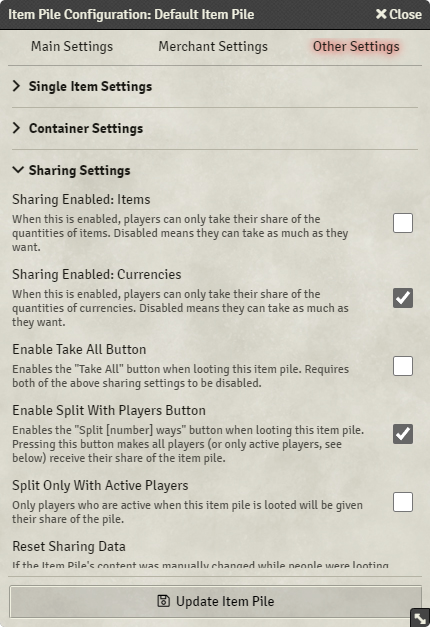 Item Pile Configuration: Default Item Pile
Close
Main Settings
Merchant Settings
Other Settings
Single Item Settings
Container Settings
Sharing Settings
Sharing Enabled: Items
When this is enabled, players can only take their share of the
quantities of items. Disabled means they can take as much as they
want.
Sharing Enabled: Currencies
When this is enabled, players can only take their share of the
quantities of currencies. Disabled means they can take as much as
they want.
Enable Take All Button
Enables the "Take All" button when looting this item pile. Requires
both of the above sharing settings to be disabled.
Enable Split With Players Button
Enables the "Split [number] ways" button when looting this item pile.
Pressing this button makes all players (or only active players, see
below) receive their share of the item pile.
Split Only With Active Players
Only players who are active when this item pile is looted will be given
their share of the pile.
Reset Sharing Data
If the Item Pile's content was manually changed while people were looting
Update Item Pile